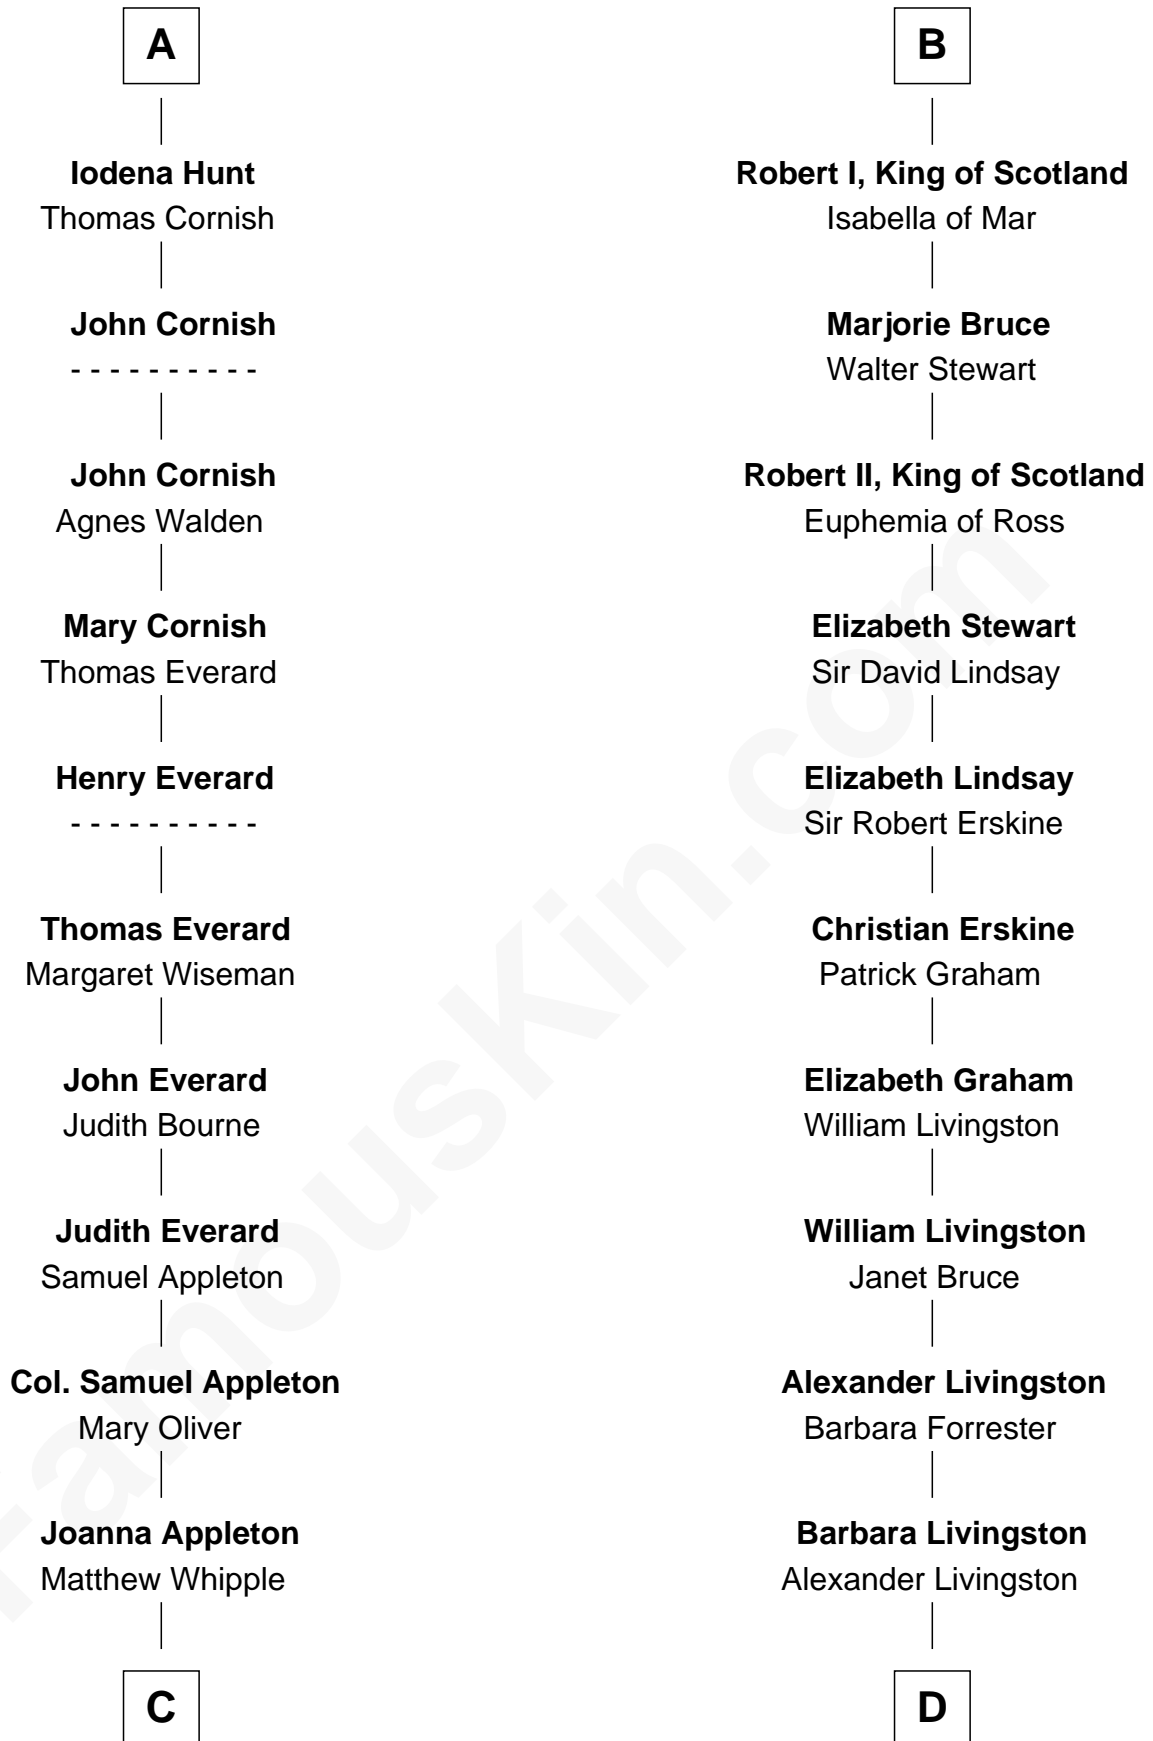 A
Iodena Hunt
Thomas Cornish
John Cornish
- - - - - - - - - -
John Cornish
Agnes Walden
Mary Cornish
Thomas Everard
Henry Everard
- - - - - - - - - -
Thomas Everard
Margaret Wiseman
John Everard
Judith Bourne
Judith Everard
Samuel Appleton
Col. Samuel Appleton
Mary Oliver
Joanna Appleton
Matthew Whipple
C
B
Robert I, King of Scotland
Isabella of Mar
Marjorie Bruce
Walter Stewart
Robert II, King of Scotland
Euphemia of Ross
Elizabeth Stewart
Sir David Lindsay
Elizabeth Lindsay
Sir Robert Erskine
Christian Erskine
Patrick Graham
Elizabeth Graham
William Livingston
William Livingston
Janet Bruce
Alexander Livingston
Barbara Forrester
Barbara Livingston
Alexander Livingston
D
FamousKin.com